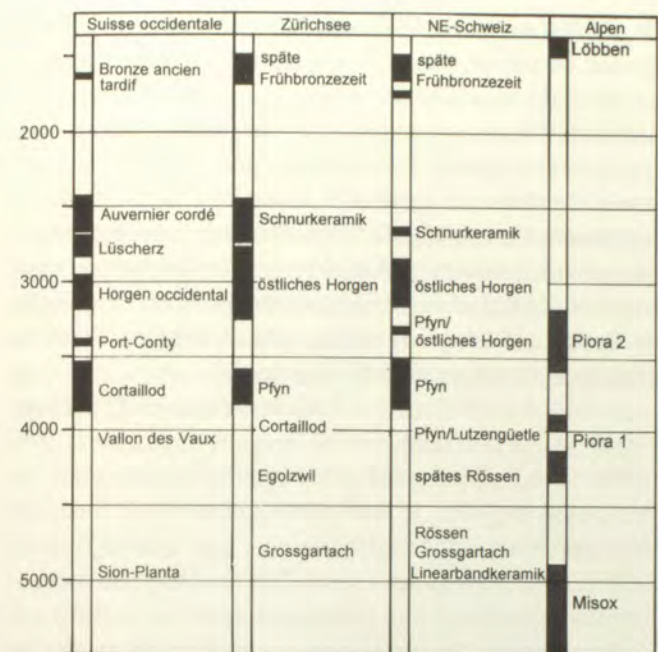 Suisse occidentale
Zürichsee
NE-Schweiz
Alpen
2000
3000
4000
5000
Bronze ancien
tardif
Auvernier cordé
Lüscherz
Horgen occidental
Port-Conty
Cortaillod
Vallon des Vaux
Sion-Planta
späte
Frühbronzezeit
Schnurkeramik
östliches Horgen
Pfyn
Cortaillod
Egolzwil
Grossgartach
späte
Frühbronzezeit
Schnurkeramik
östliches Horgen
Pfyn/
östliches Horgen
Pfyn
Pfyn/Lutzengüetle
spätes Rössen
Rössen
Grossgartach
Linearbandkeramik
Löbben
Piora 2
Piora 1
Misox